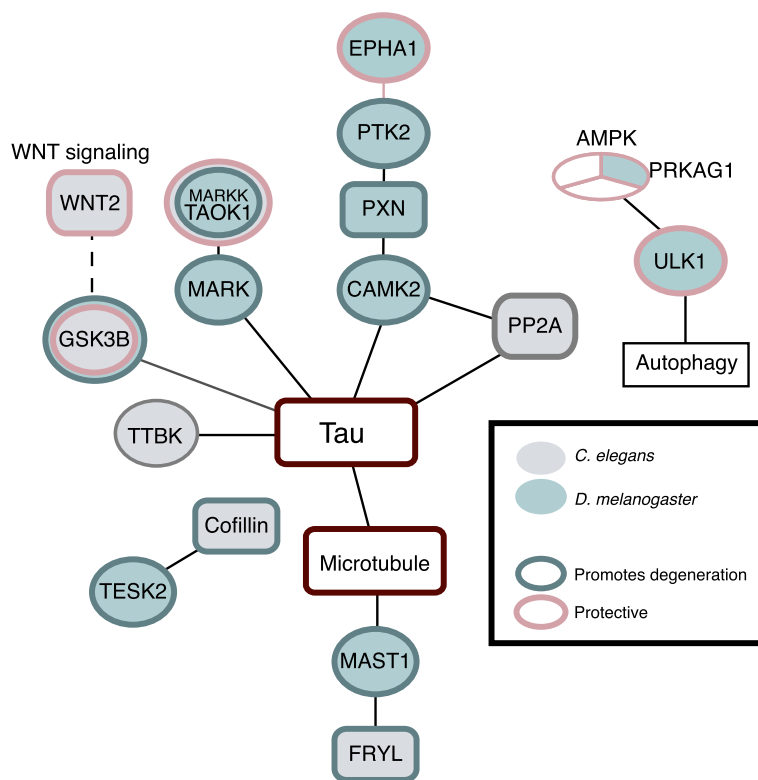 EPHA1
PTK2
AMPK
PRKAG1
WNT signaling
WNT2
MARKK
TAOK1
PXN
ULK1
MARK
CAMK2
GSK3B
PP2A
Autophagy
TTBK
Tau
C. elegans
D. melanogaster
Cofillin
Microtubule
TESK2
Promotes degeneration
Protective
MAST1
FRYL